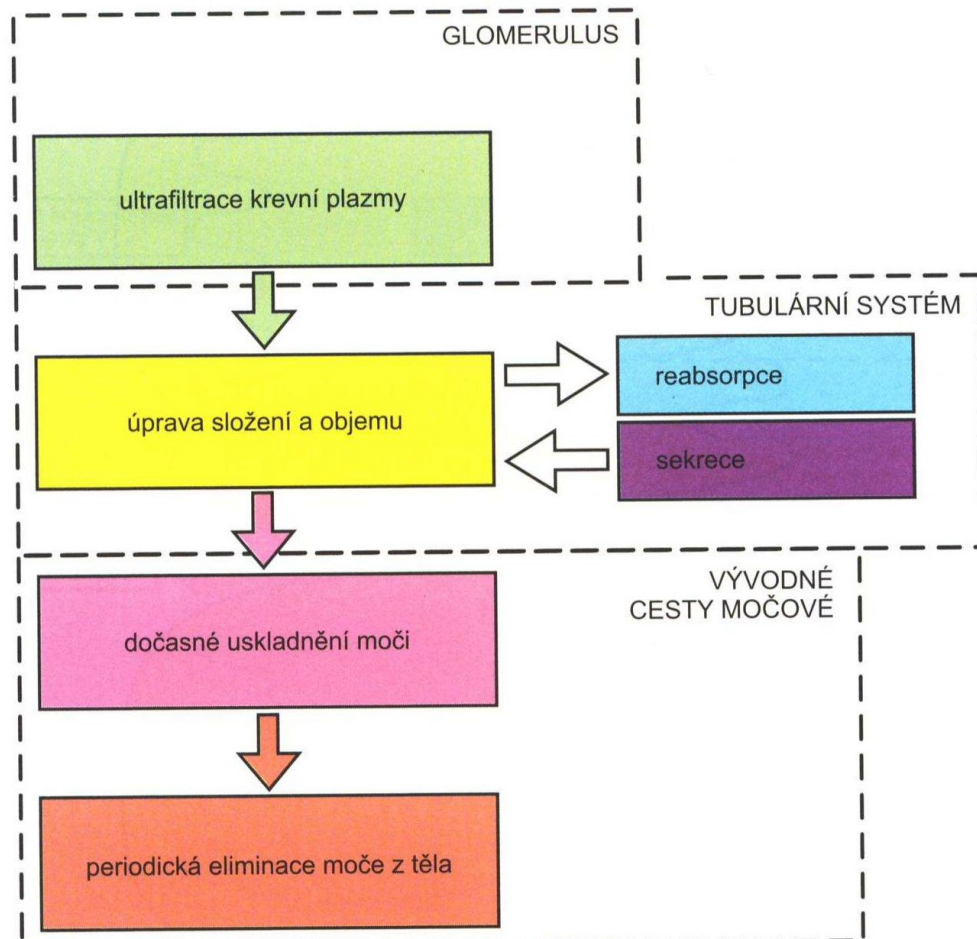 GLOMERULUS
ultrafiltrace krevní plazmy
TUBULÁRNÍ SYSTÉM
úprava složení a objemu
reabsorpce
sekrece
VÝVODNÉ
CESTY MOČOVÉ
dočasné uskladnění moči
periodická eliminace moče z těla